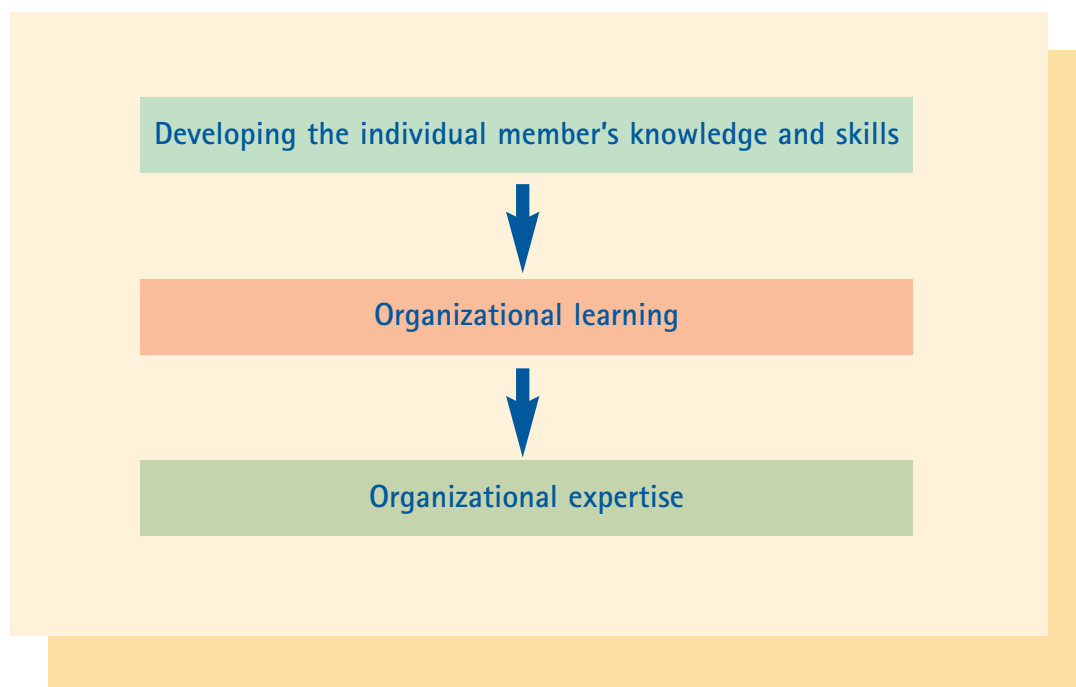 Developing the individual member's knowledge and skills
Organizational learning
Organizational expertise